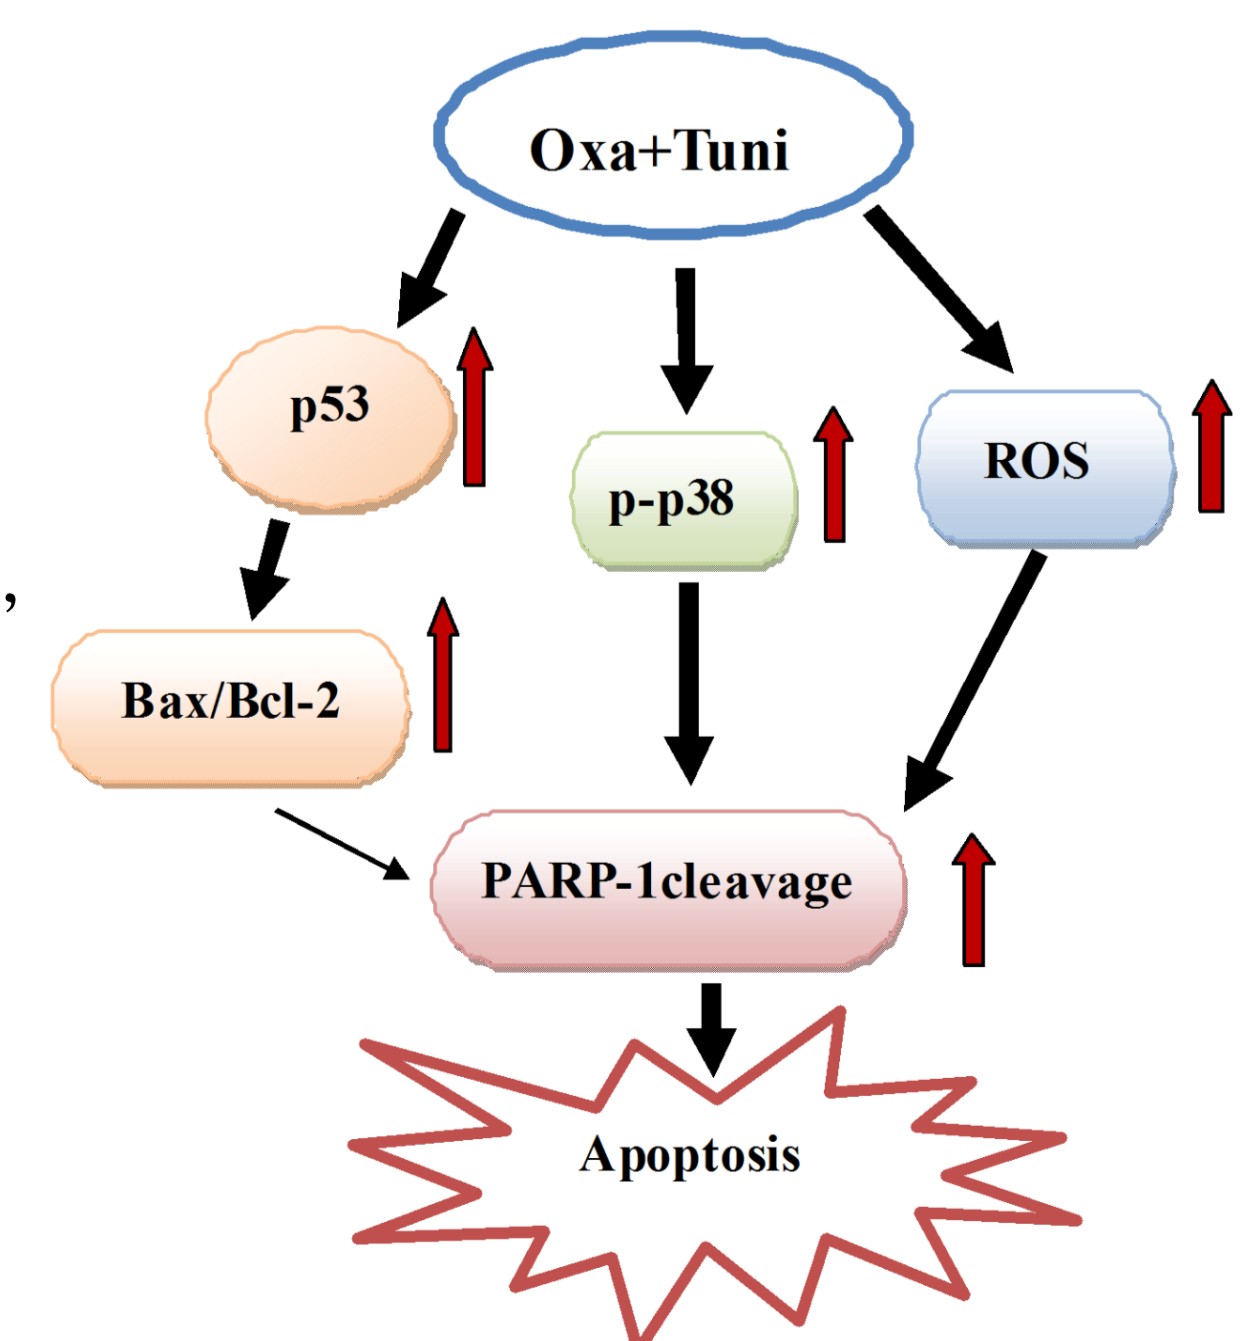 Oxa+Tuni
p53
p-p38
ROS
,
Bax/Bcl-2
PARP-1cleavage
Apoptosis